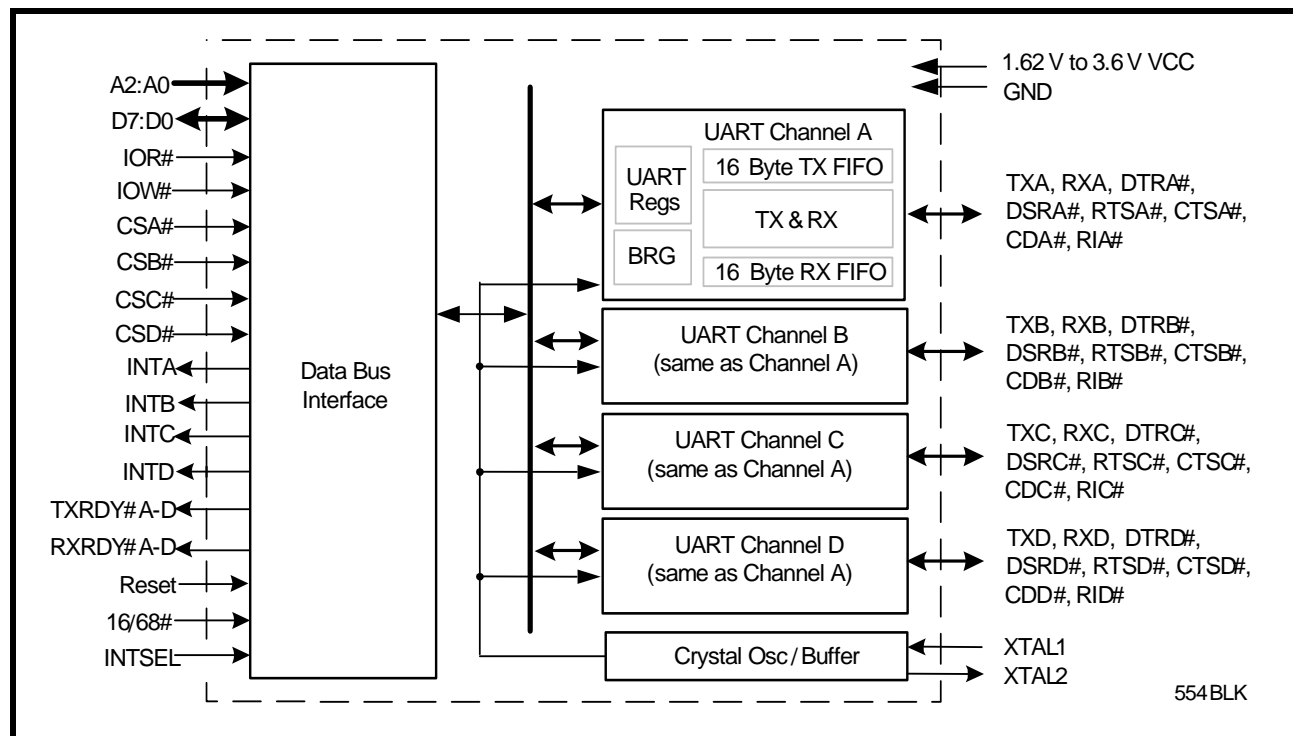 A2:A0
D7:D0
IOR#
IOW#
CSA#
CSB#
CSC#
CSD#
INTA
INTB
INTC
INTD
TXRDY# A-D
RXRDY# A-D
Reset
16/68#
INTSEL
Data Bus
Interface
UART Channel A
UART
Regs
BRG
16 Byte TX FIFO
TX & RX
16 Byte RX FIFO
UART Channel B
(same as Channel A)
UART Channel C
(same as Channel A)
UART Channel D
(same as Channel A)
Crystal Osc / Buffer
1.62 V to 3.6 V VCC
GND
TXA, RXA, DTRA#,
DSRA#, RTSA#, CTSA#,
CDA#, RIA#
TXB, RXB, DTRB#,
DSRB#, RTSB#, CTSB#,
CDB#, RIB#
TXC, RXC, DTRC#,
DSRC#, RTSC#, CTSC#,
CDC#, RIC#
TXD, RXD, DTRD#,
DSRD#, RTSD#, CTSD#,
CDD#, RID#
XTAL1
XTAL2
554 BLK